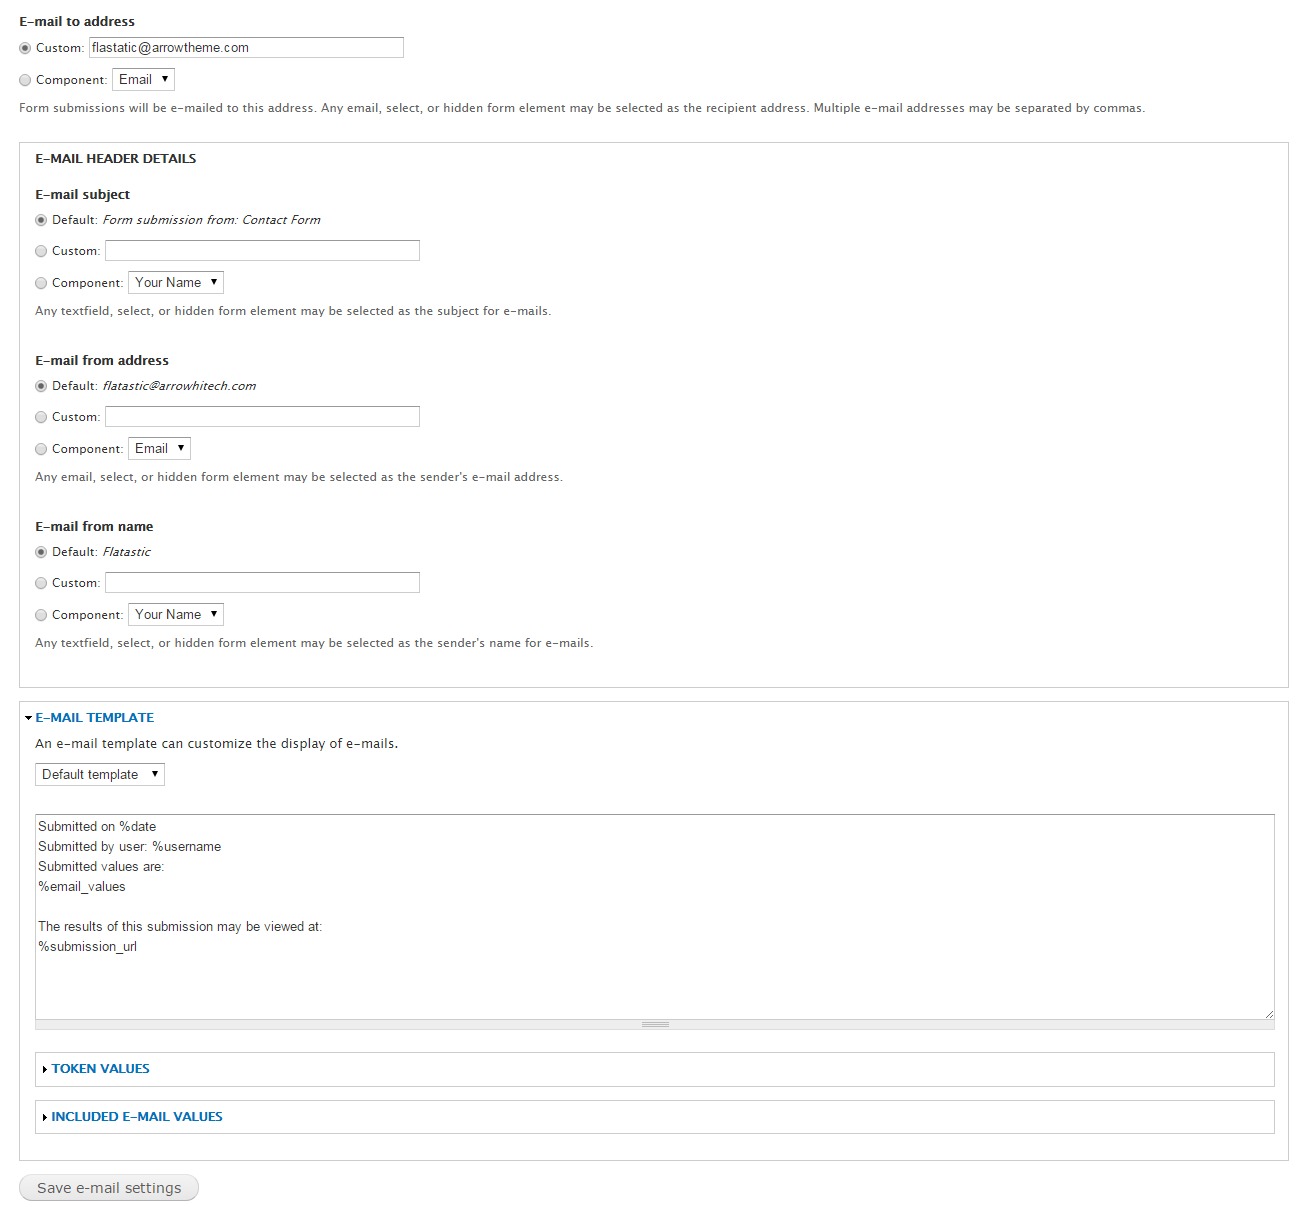 E-mail to address
Custom: flastatic@arrowtheme.com
Component: Email
Form submissions will be e-mailed to this address. Any email, select, or hidden form element may be selected as the recipient address. Multiple e-mail addresses may be separated by commas.
E-MAIL HEADER DETAILS
E-mail subject
Default: Form submission from: Contact Form
Custom:
Component: Your Name
Any textfield, select, or hidden form element may be selected as the subject for e-mails.
E-mail from address
Default: flatastic@arrowhitech.com
Custom:
Component: Email
Any email, select, or hidden form element may be selected as the sender's e-mail address.
E-mail from name
Default: Flatastic
Custom:
Component: Your Name
Any textfield, select, or hidden form element may be selected as the sender's name for e-mails.
E-MAIL TEMPLATE
An e-mail template can customize the display of e-mails.
Default template
Submitted on %date
Submitted by user: %username
Submitted values are:
%email_values
The results of this submission may be viewed at:
%submission_url
TOKEN VALUES
INCLUDED E-MAIL VALUES
Save e-mail settings